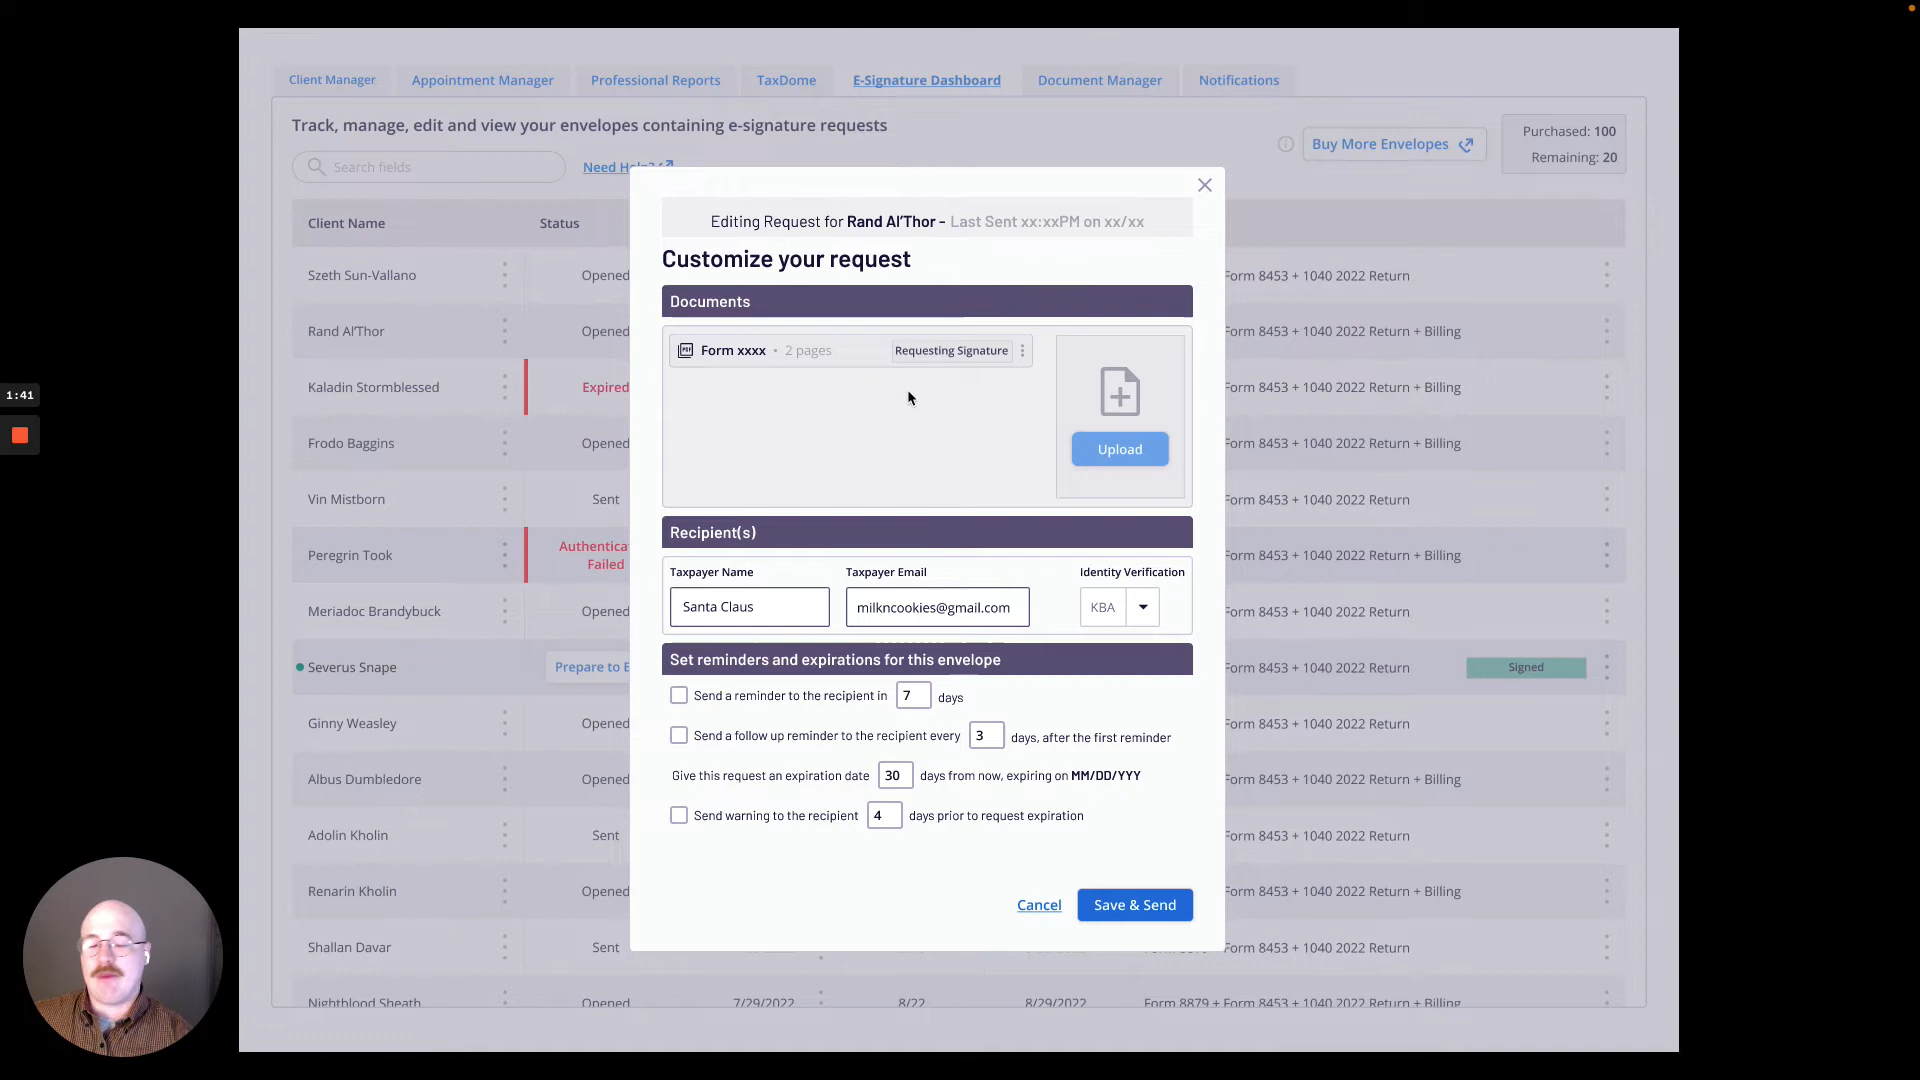 Client Manager Appointment Manager Professional Reports TaxDome E-Signature Dashboard Document Manager Notifications
Track, manage, edit and view your envelopes containing e-signature requests
Buy More Envelopes
Purchased: 100
Remaining: 20
Search fields
Need Help?
Client Name Status
Szeth Sun-Vallano Opened Form 8453 + 1040 2022 Return
Rand Al'Thor Opened Form 8453 + 1040 2022 Return + Billing
Kaladin Stormblessed Expired Form 8453 + 1040 2022 Return + Billing
Frodo Baggins Opened Form 8453 + 1040 2022 Return + Billing
Vin Mistborn Sent Form 8453 + 1040 2022 Return
Peregrin Took Authentica Failed Form 8453 + 1040 2022 Return + Billing
Meriadoc Brandybuck Opened Form 8453 + 1040 2022 Return
Severus Snape Prepare to E Form 8453 + 1040 2022 Return Signed
Ginny Weasley Opened Form 8453 + 1040 2022 Return
Albus Dumbledore Opened Form 8453 + 1040 2022 Return + Billing
Adolin Kholin Sent Form 8453 + 1040 2022 Return
Renarin Kholin Opened Form 8453 + 1040 2022 Return + Billing
Shallan Davar Sent Form 8453 + 1040 2022 Return
Nightblood Sheath Opened 7/29/2022 8/22 8/29/2022 Form 8879 + Form 8453 + 1040 2022 Return + Billing
Editing Request for Rand Al'Thor - Last Sent xx:xxPM on xx/xx
Customize your request
Documents
PDF Form xxxx • 2 pages Requesting Signature
Upload
Recipient(s)
Taxpayer Name Taxpayer Email Identity Verification
Santa Claus milkncookies@gmail.com KBA
Set reminders and expirations for this envelope
Send a reminder to the recipient in 7 days
Send a follow up reminder to the recipient every 3 days, after the first reminder
Give this request an expiration date 30 days from now, expiring on MM/DD/YYY
Send warning to the recipient 4 days prior to request expiration
Cancel Save & Send
1:41